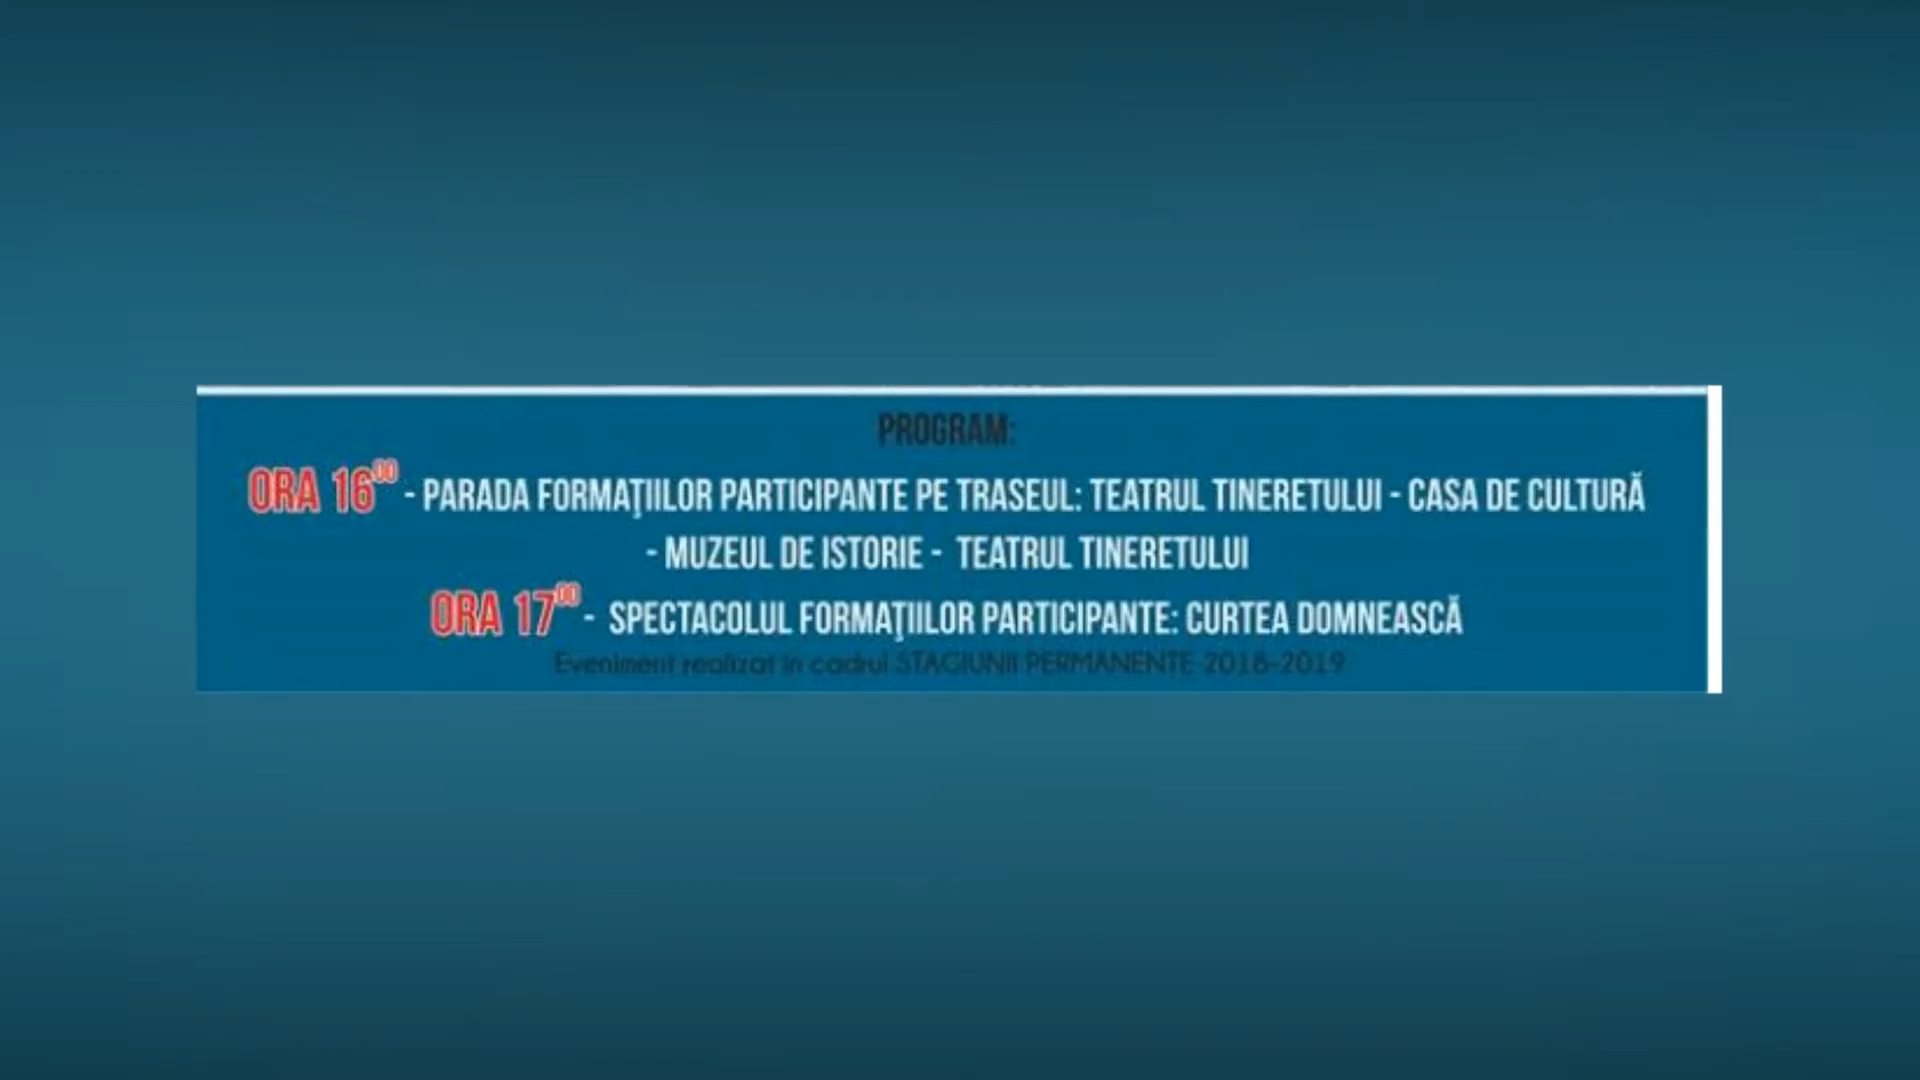 PROGRAM:
ORA 16⁰⁰ - PARADA FORMAŢIILOR PARTICIPANTE PE TRASEUL: TEATRUL TINERETULUI - CASA DE CULTURĂ
- MUZEUL DE ISTORIE - TEATRUL TINERETULUI
ORA 17⁰⁰ - SPECTACOLUL FORMAŢIILOR PARTICIPANTE: CURTEA DOMNEASCĂ
Eveniment realizat in cadrul STAGIUNII PERMANENTE 2018-2019